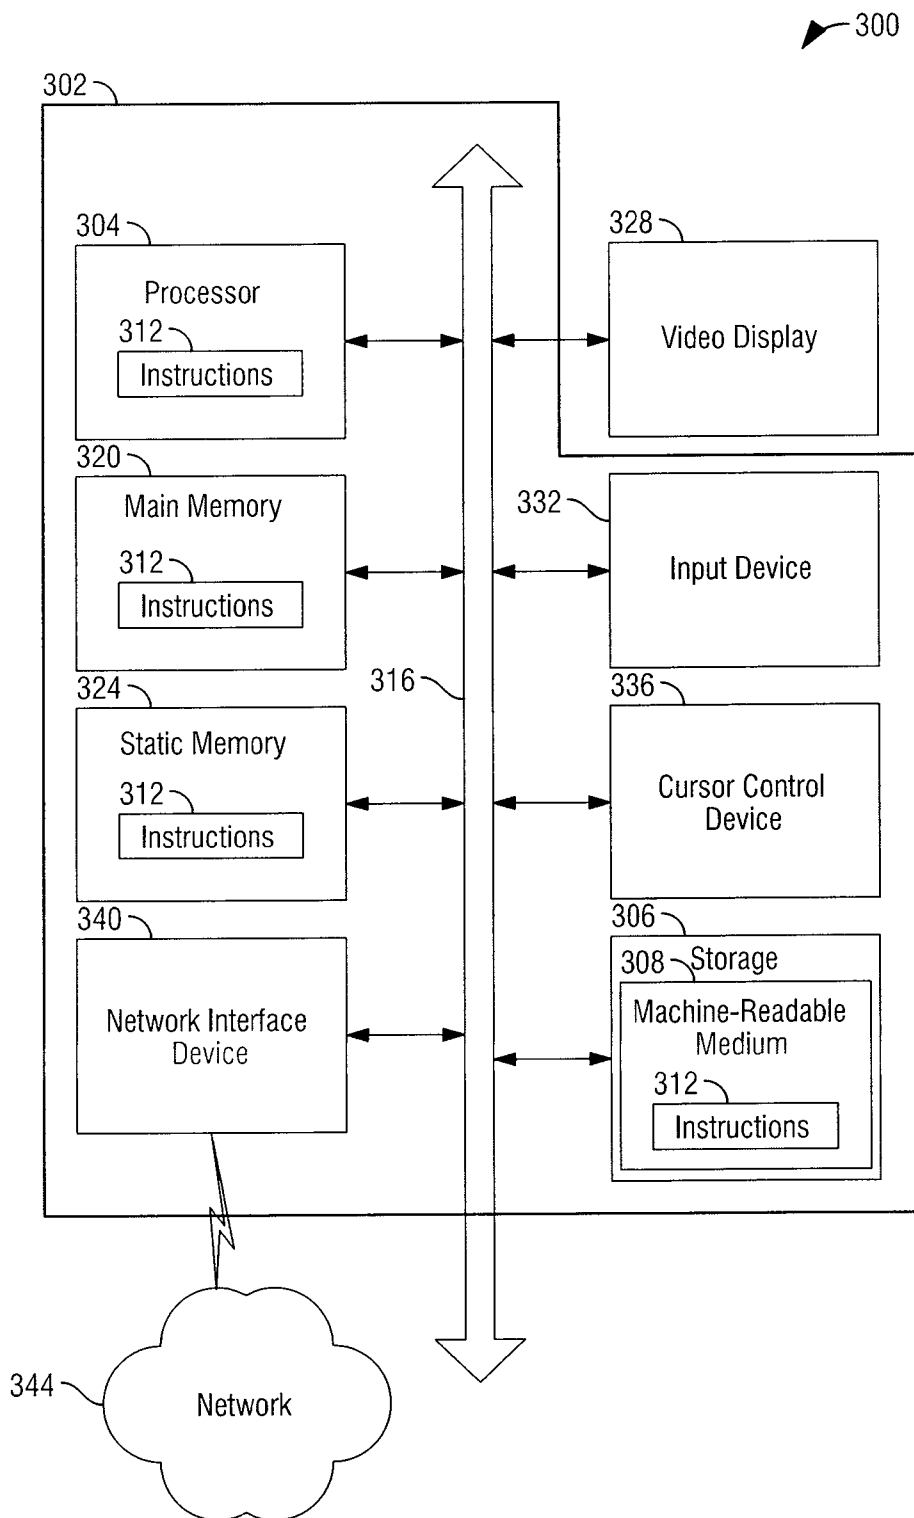 300
302
304
Processor
312
Instructions
328
Video Display
320
Main Memory
312
Instructions
332
Input Device
316
324
Static Memory
312
Instructions
336
Cursor Control
Device
340
Network Interface
Device
306
Storage
308
Machine-Readable
Medium
312
Instructions
344
Network